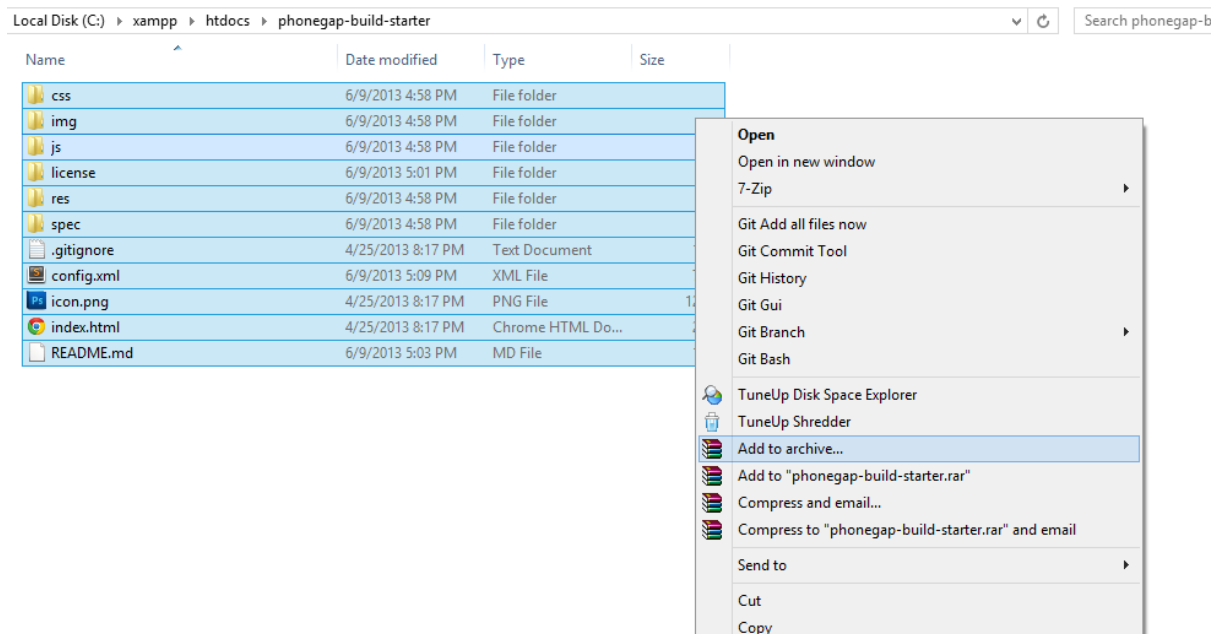 Local Disk (C:) xampp htdocs phonegap-build-starter Search phonegap-b
Name Date modified Type Size
css 6/9/2013 4:58 PM File folder
img 6/9/2013 4:58 PM File folder
js 6/9/2013 4:58 PM File folder
license 6/9/2013 5:01 PM File folder
res 6/9/2013 4:58 PM File folder
spec 6/9/2013 4:58 PM File folder
.gitignore 4/25/2013 8:17 PM Text Document
config.xml 6/9/2013 5:09 PM XML File
Ps icon.png 4/25/2013 8:17 PM PNG File
index.html 4/25/2013 8:17 PM Chrome HTML Do...
README.md 6/9/2013 5:03 PM MD File
Open
Open in new window
7-Zip
Git Add all files now
Git Commit Tool
Git History
Git Gui
Git Branch
Git Bash
TuneUp Disk Space Explorer
TuneUp Shredder
Add to archive...
Add to "phonegap-build-starter.rar"
Compress and email...
Compress to "phonegap-build-starter.rar" and email
Send to
Cut
Copy